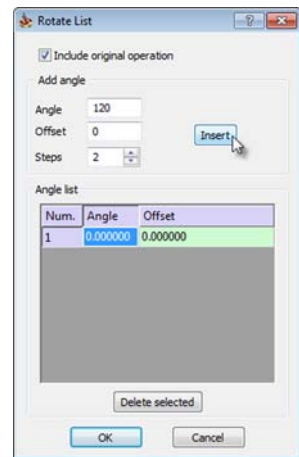 Rotate List
Include original operation
Add angle
Angle 120
Offset 0
Insert
Steps 2
Angle list
Num. Angle Offset
1 0.000000 0.000000
Delete selected
OK Cancel